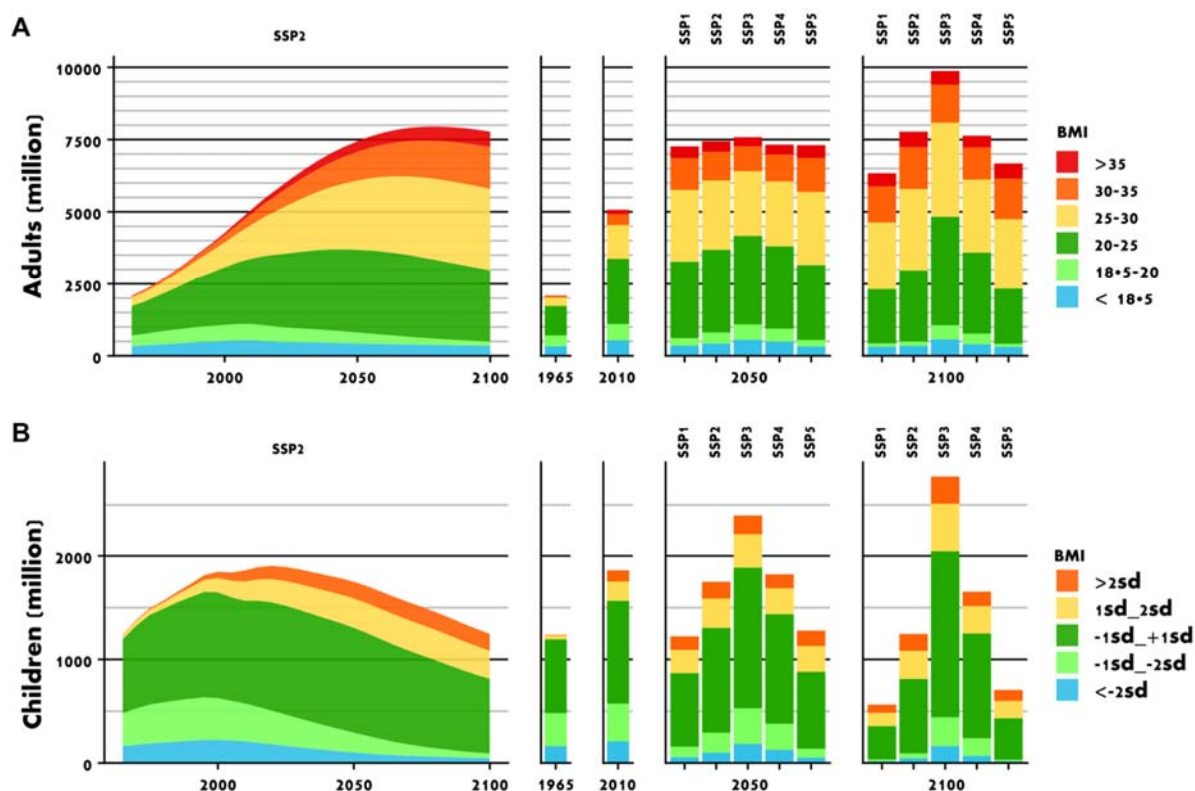 A
SSP2
SSP1
SSP2
SSP3
SSP4
SSP5
SSP1
SSP2
SSP3
SSP4
SSP5
Adults (million)
10000
7500
5000
2500
0
2000
2050
2100
1965
2010
2050
2100
BMI
>35
30-35
25-30
20-25
18•5-20
< 18•5
B
SSP2
SSP1
SSP2
SSP3
SSP4
SSP5
SSP1
SSP2
SSP3
SSP4
SSP5
Children (million)
2000
1000
0
2000
2050
2100
1965
2010
2050
2100
BMI
>2sd
1sd_2sd
-1sd_+1sd
-1sd_-2sd
<-2sd